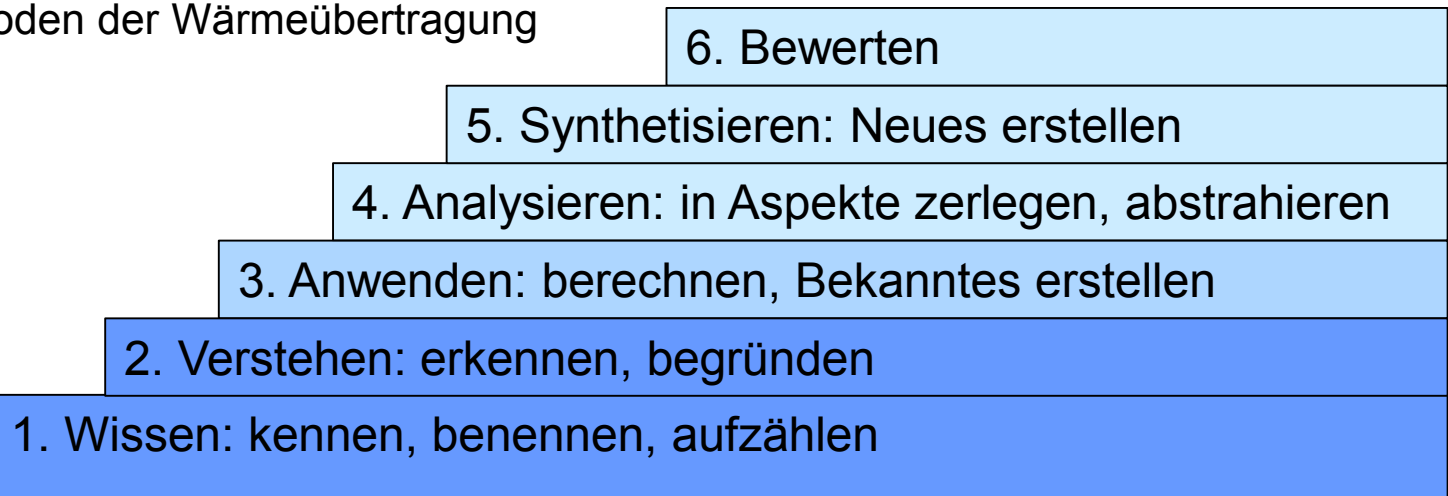 oden der Wärmeübertragung
6. Bewerten
5. Synthetisieren: Neues erstellen
4. Analysieren: in Aspekte zerlegen, abstrahieren
3. Anwenden: berechnen, Bekanntes erstellen
2. Verstehen: erkennen, begründen
1. Wissen: kennen, benennen, aufzählen